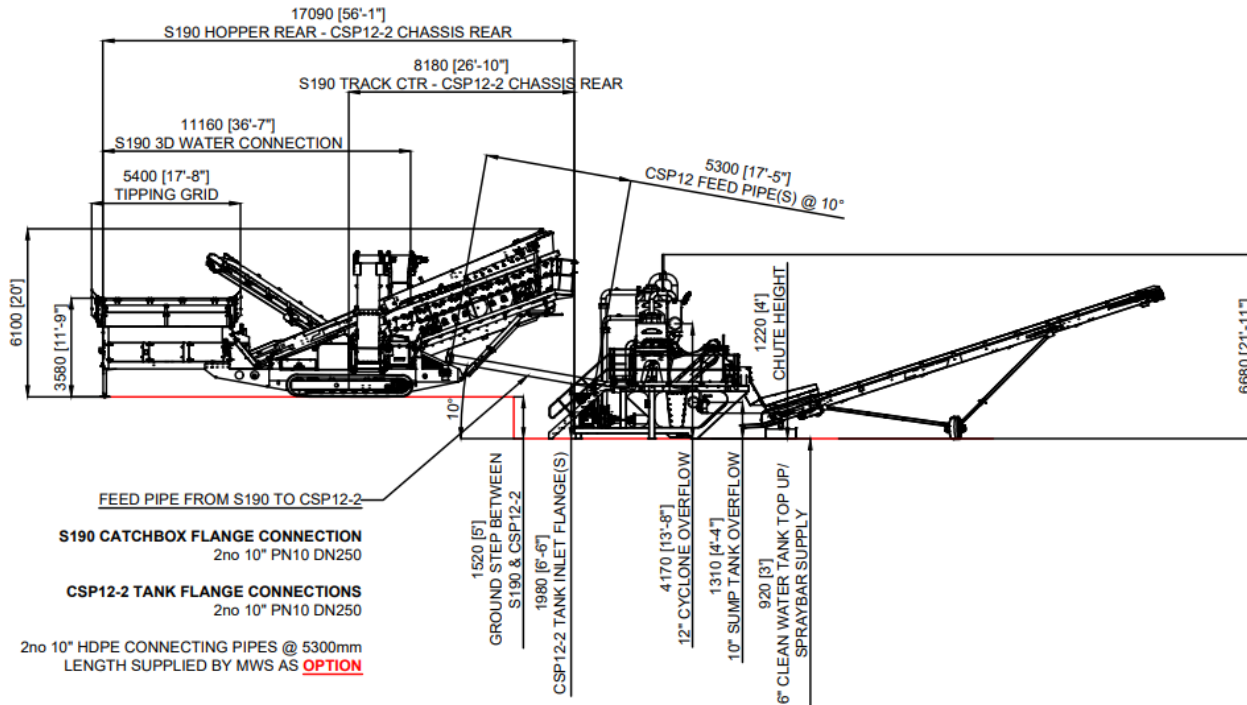 17090 [56'-1"]
S190 HOPPER REAR - CSP12-2 CHASSIS REAR
8180 [26'-10"]
S190 TRACK CTR - CSP12-2 CHASSIS REAR
11160 [36'-7"]
S190 3D WATER CONNECTION
5400 [17'-8"]
TIPPING GRID
5300 [17'-5"]
CSP12 FEED PIPE(S) @ 10°
6100 [20']
3580 [11'-9"]
10°
1220 [4']
CHUTE HEIGHT
6680 [21'-11"]
FEED PIPE FROM S190 TO CSP12-2
S190 CATCHBOX FLANGE CONNECTION
2no 10" PN10 DN250
CSP12-2 TANK FLANGE CONNECTIONS
2no 10" PN10 DN250
2no 10" HDPE CONNECTING PIPES @ 5300mm
LENGTH SUPPLIED BY MWS AS OPTION
1520 [5']
GROUND STEP BETWEEN
S190 & CSP12-2
1980 [6'-6"]
CSP12-2 TANK INLET FLANGE(S)
4170 [13'-8"]
12" CYCLONE OVERFLOW
1310 [4'-4"]
10" SUMP TANK OVERFLOW
920 [3']
6" CLEAN WATER TANK TOP UP/
SPRAYBAR SUPPLY